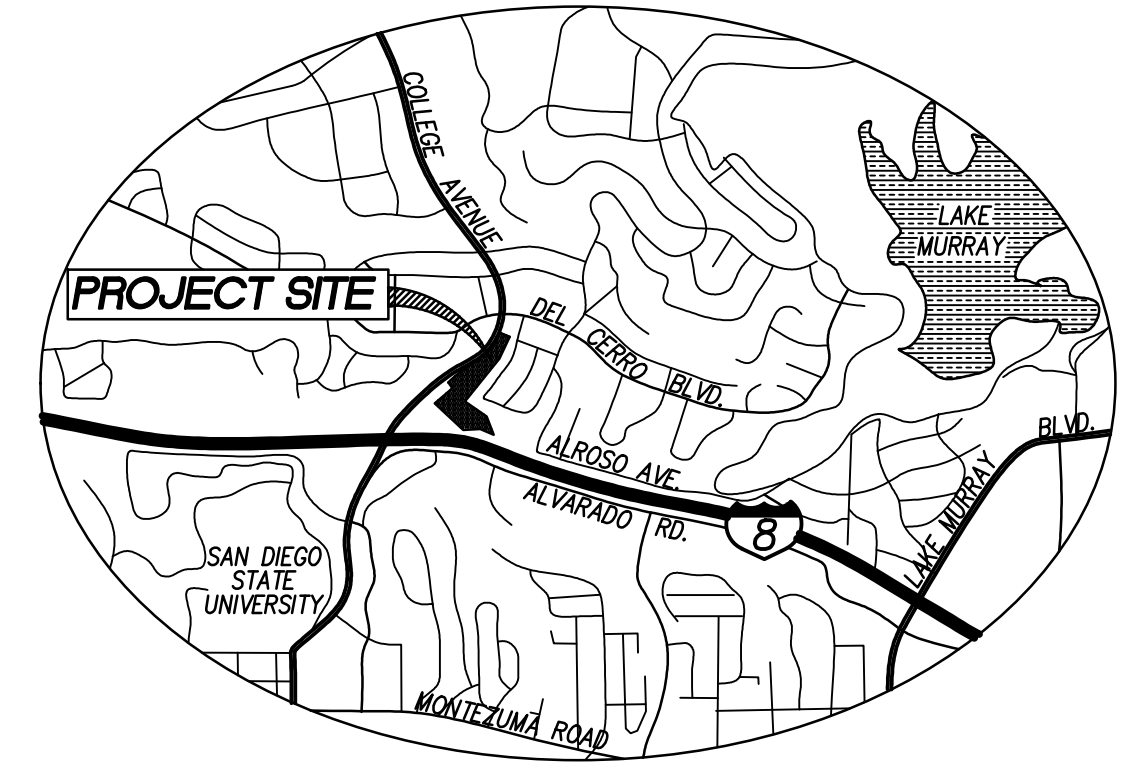 COLLEGE AVENUE
LAKE
MURRAY
PROJECT SITE
DEL CERRO BLVD.
BLVD.
ALROSO AVE.
LAKE MURRAY
ALVARADO RD.
8
SAN DIEGO
STATE
UNIVERSITY
MONTEZUMA ROAD